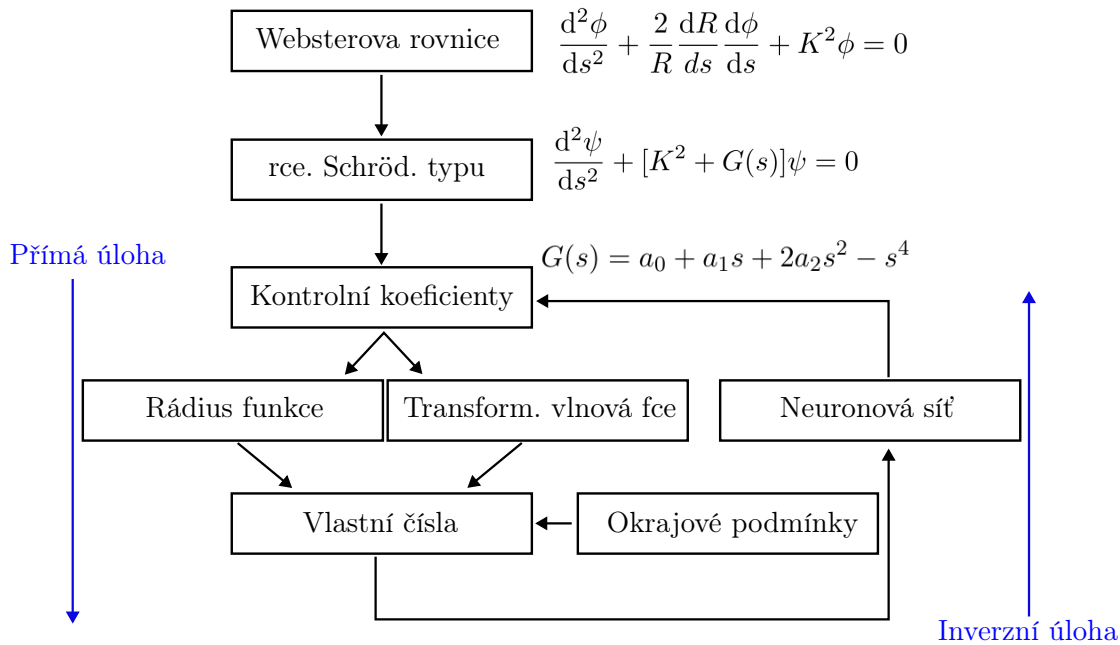 Websterova rovnice
d²ϕ/ds² + 2/R dR/ds dϕ/ds + K²ϕ = 0
rce. Schröd. typu
d²ψ/ds² + [K² + G(s)]ψ = 0
Přímá úloha
G(s) = a₀ + a₁s + 2a₂s² − s⁴
Kontrolní koeficienty
Rádius funkce
Transform. vlnová fce
Neuronová síť
Vlastní čísla
Okrajové podmínky
Inverzní úloha